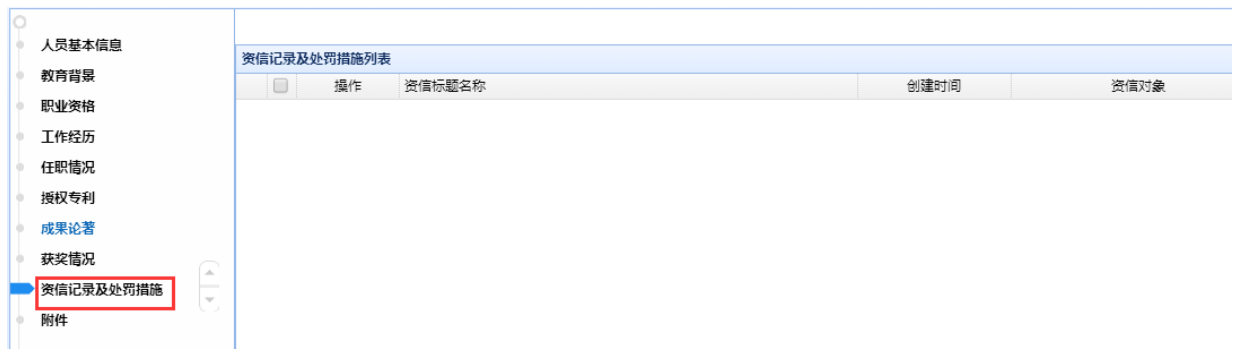 人员基本信息
教育背景
职业资格
工作经历
任职情况
授权专利
成果论著
获奖情况
资信记录及处罚措施
附件
资信记录及处罚措施列表
操作 资信标题名称 创建时间 资信对象